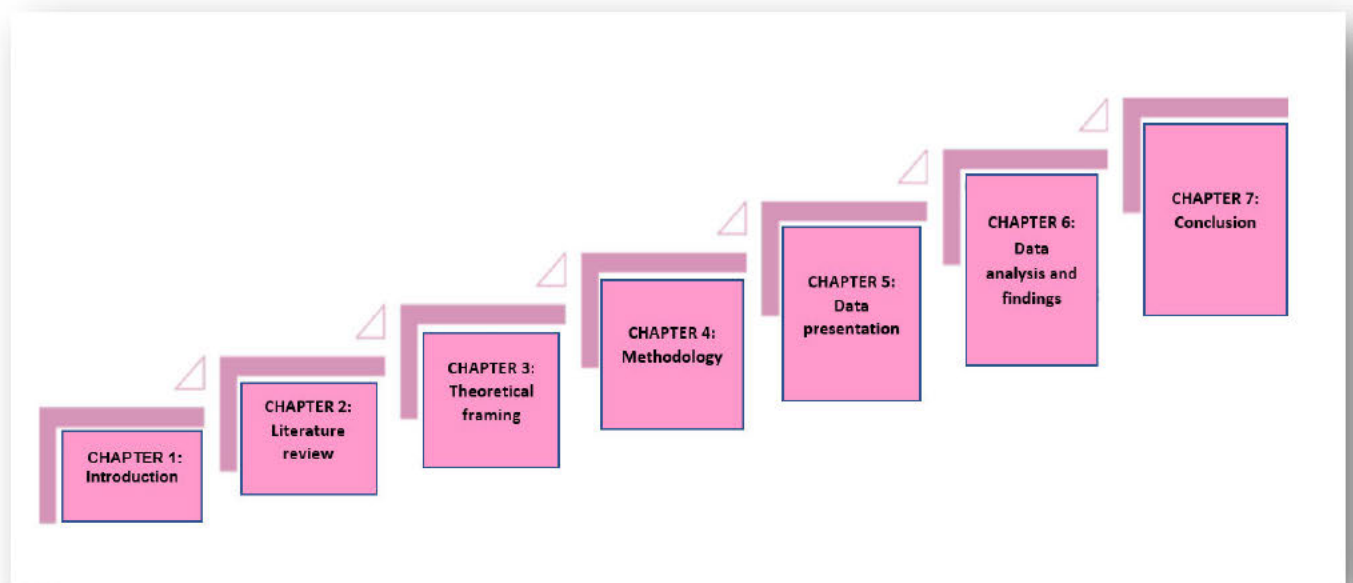 CHAPTER 1:
Introduction
CHAPTER 2:
Literature
review
CHAPTER 3:
Theoretical
framing
CHAPTER 4:
Methodology
CHAPTER 5:
Data
presentation
CHAPTER 6:
Data
analysis and
findings
CHAPTER 7:
Conclusion